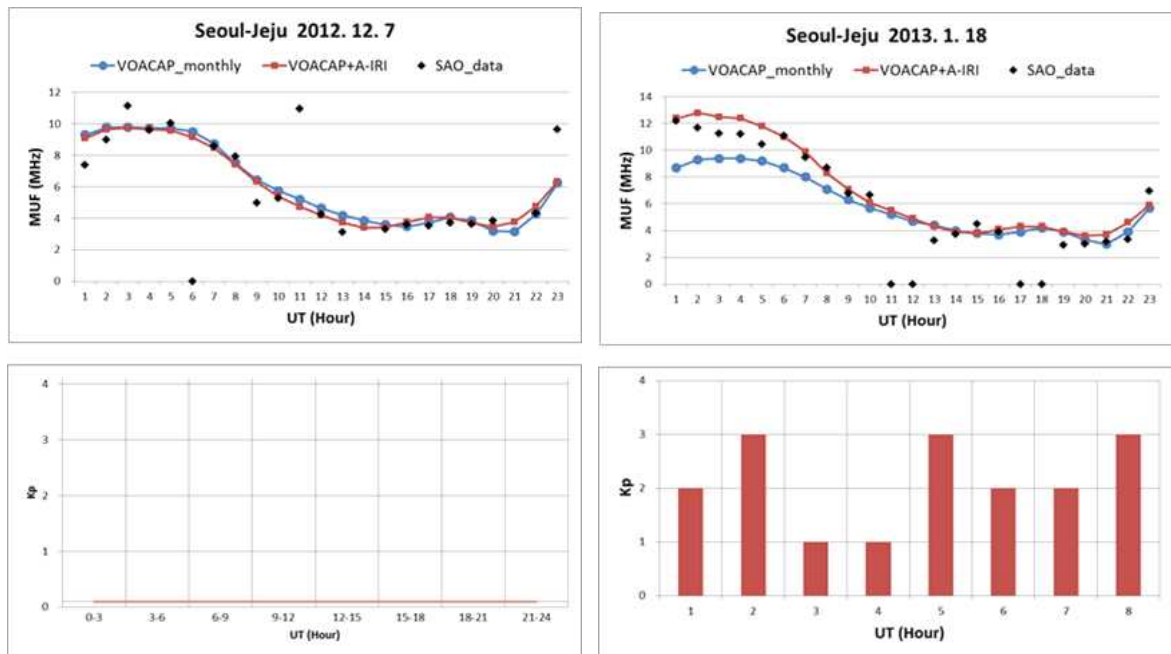 Seoul-Jeju 2012. 12. 7
VOACAP_monthly VOACAP+A-IRI SAO_data
12
10
8
6
4
2
0
MUF (MHz)
1 2 3 4 5 6 7 8 9 10 11 12 13 14 15 16 17 18 19 20 21 22 23
UT (Hour)
Seoul-Jeju 2013. 1. 18
VOACAP_monthly VOACAP+A-IRI SAO_data
14
12
10
8
6
4
2
0
MUF (MHz)
1 2 3 4 5 6 7 8 9 10 11 12 13 14 15 16 17 18 19 20 21 22 23
UT (Hour)
4
3
2
1
0
Kp
0-3 3-6 6-9 9-12 12-15 15-18 18-21 21-24
UT (Hour)
4
3
2
1
0
Kp
1 2 3 4 5 6 7 8
UT (Hour)